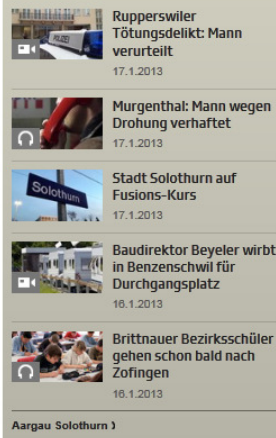 Rupperswiler
Tötungsdelikt: Mann
verurteilt
POLIZEI
17.1.2013
Murgenthal: Mann wegen
Drohung verhaftet
17.1.2013
Stadt Solothurn auf
Fusions-Kurs
Solothurn
17.1.2013
Baudirektor Beyeler wirbt
in Benzenschwil für
Durchgangsplatz
16.1.2013
Brittnauer Bezirksschüler
gehen schon bald nach
Zofingen
16.1.2013
Aargau Solothurn